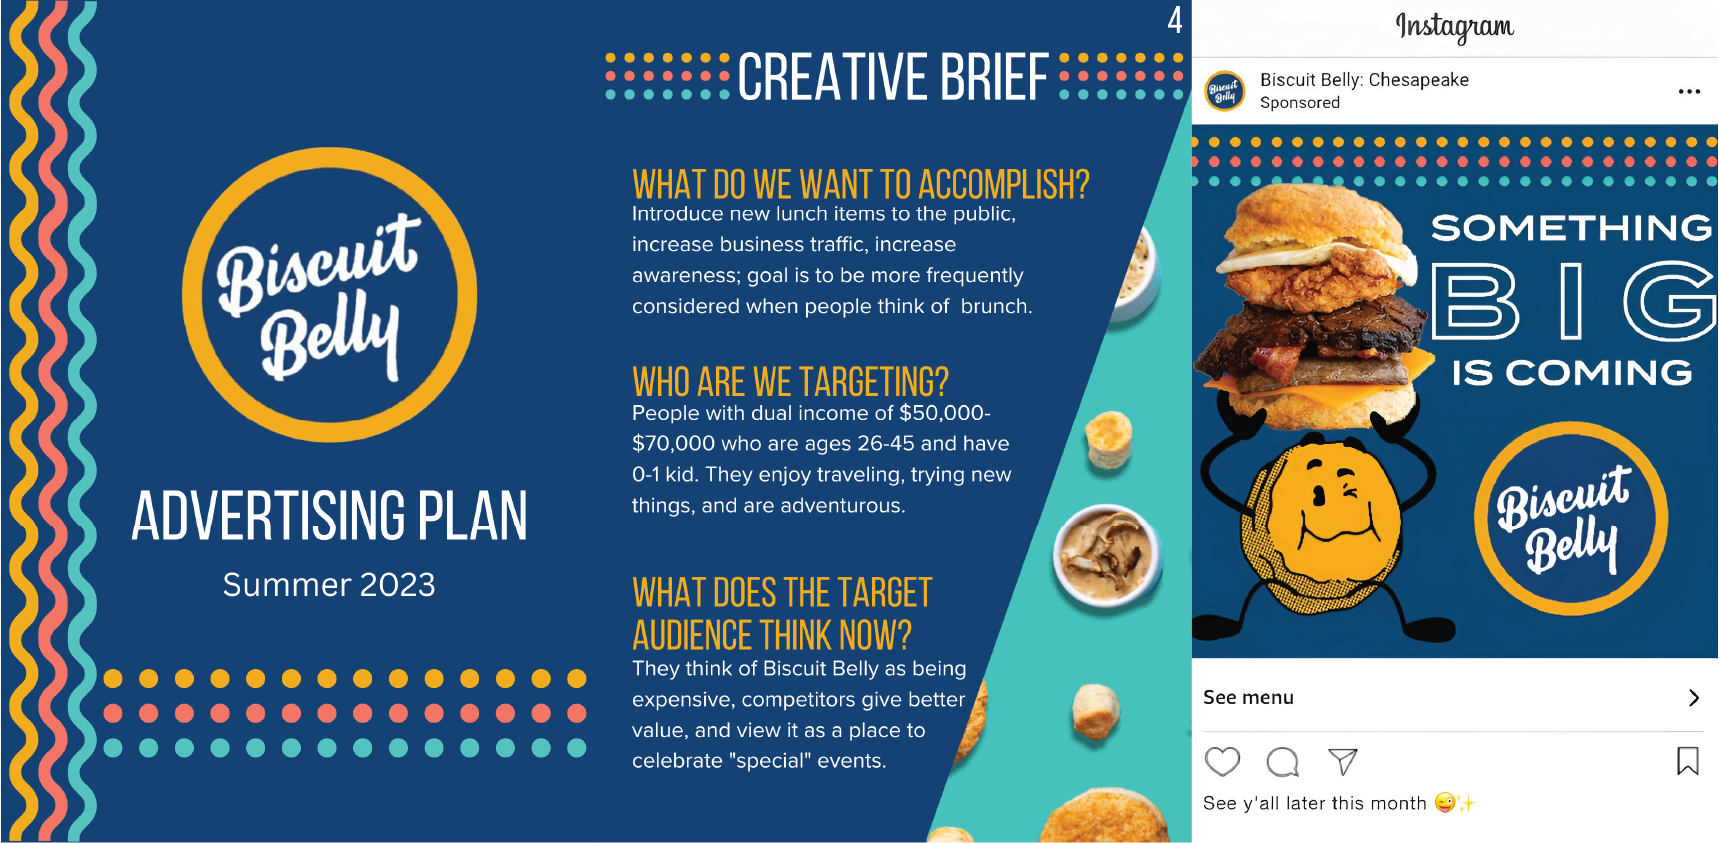 Biscuit
Belly
ADVERTISING PLAN
Summer 2023
4
CREATIVE BRIEF
WHAT DO WE WANT TO ACCOMPLISH?
Introduce new lunch items to the public,
increase business traffic, increase
awareness; goal is to be more frequently
considered when people think of brunch.
WHO ARE WE TARGETING?
People with dual income of $50,000-
$70,000 who are ages 26-45 and have
0-1 kid. They enjoy traveling, trying new
things, and are adventurous.
WHAT DOES THE TARGET
AUDIENCE THINK NOW?
They think of Biscuit Belly as being
expensive, competitors give better
value, and view it as a place to
celebrate "special" events.
Instagram
Biscuit
Belly
Biscuit Belly: Chesapeake
Sponsored
SOMETHING
BIG
IS COMING
Biscuit
Belly
See menu
See y'all later this month 😜✨